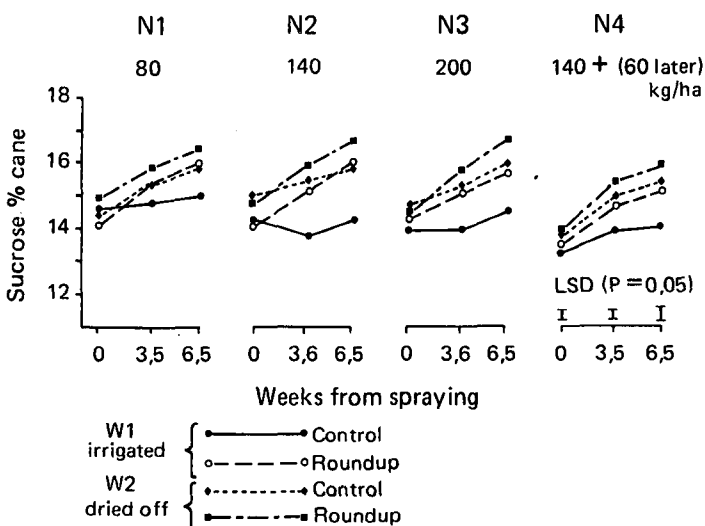 N1 N2 N3 N4
80 140 200 140 + (60 later)
kg/ha
18
16
14
12
Sucrose % cane
LSD (P = 0,05)
0 3,5 6,5 0 3,6 6,5 0 3,6 6,5 0 3,5 6,5
Weeks from spraying
W1
irrigated
Control
Roundup
W2
dried off
Control
Roundup